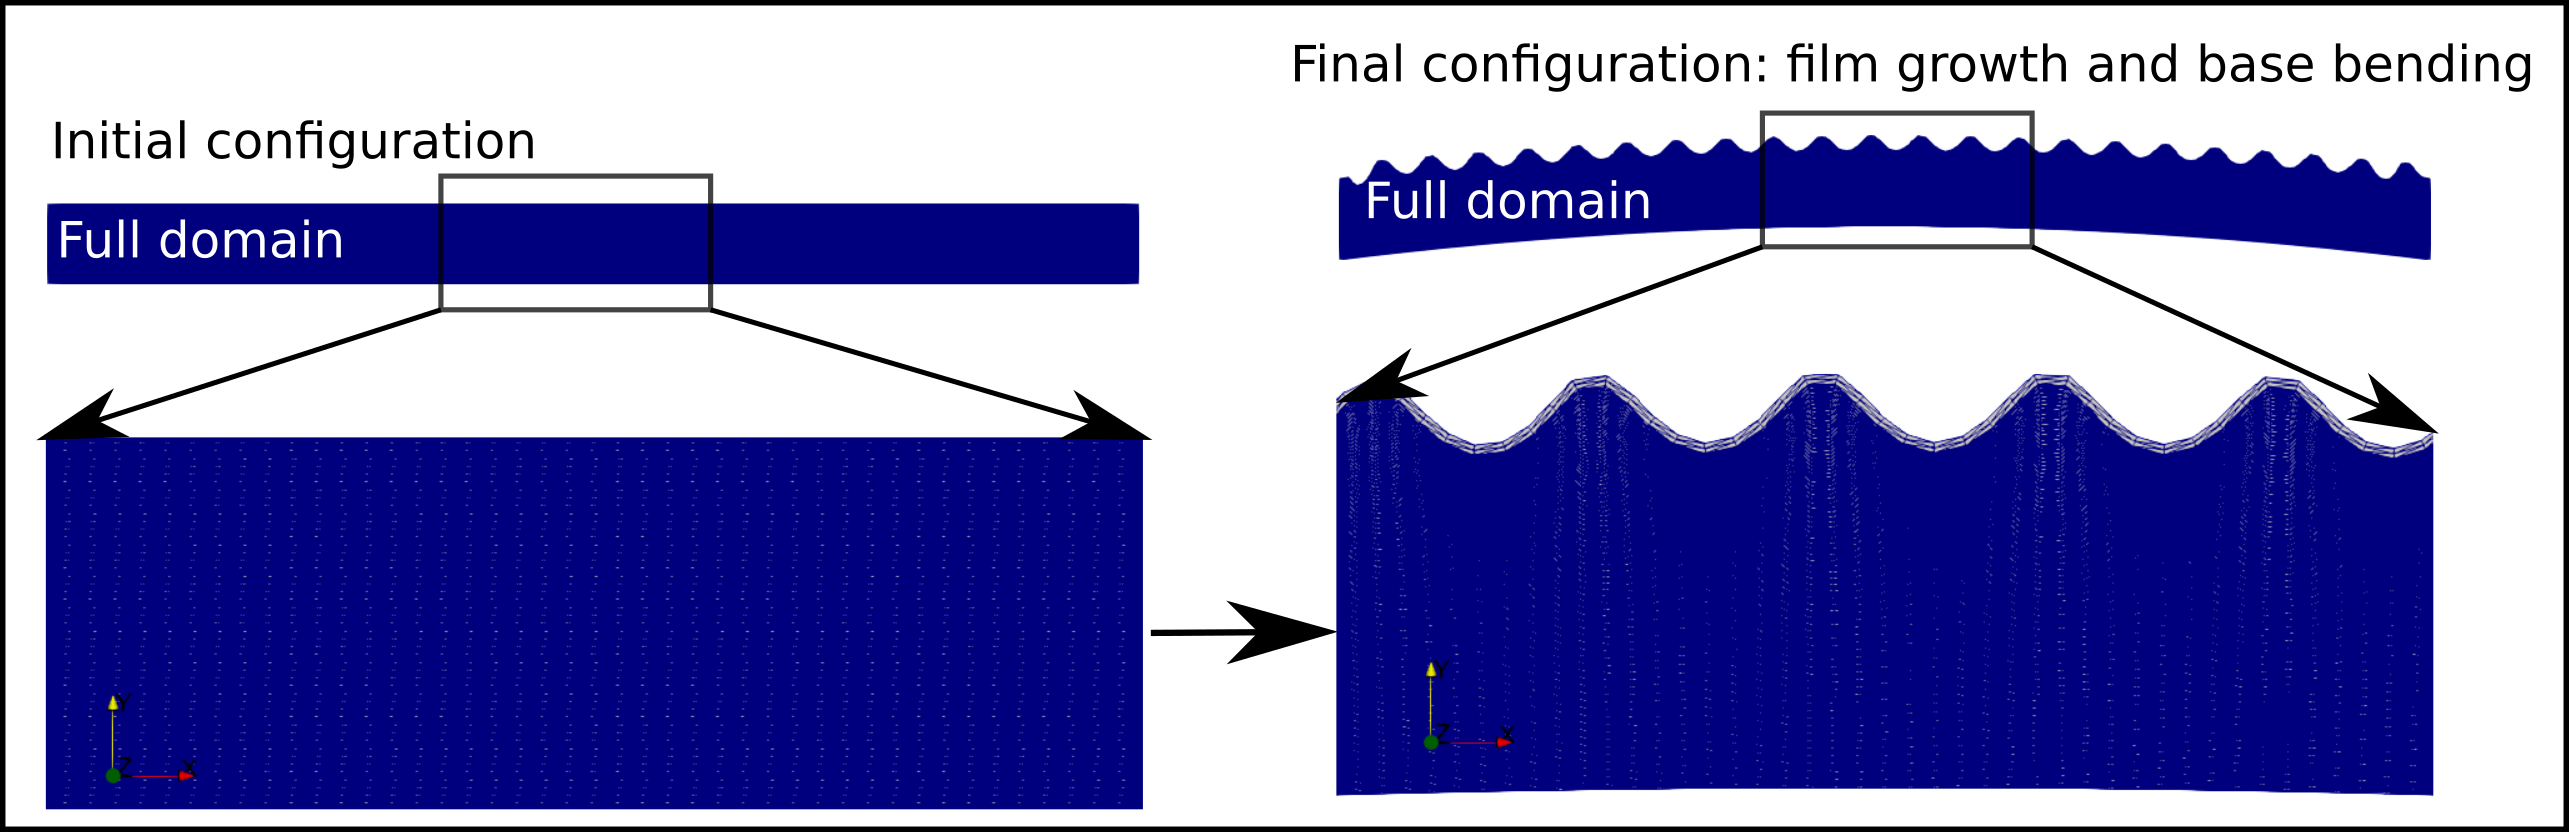 Initial configuration
Full domain
Final configuration: film growth and base bending
Full domain
Y
Z
X
Y
Z
X